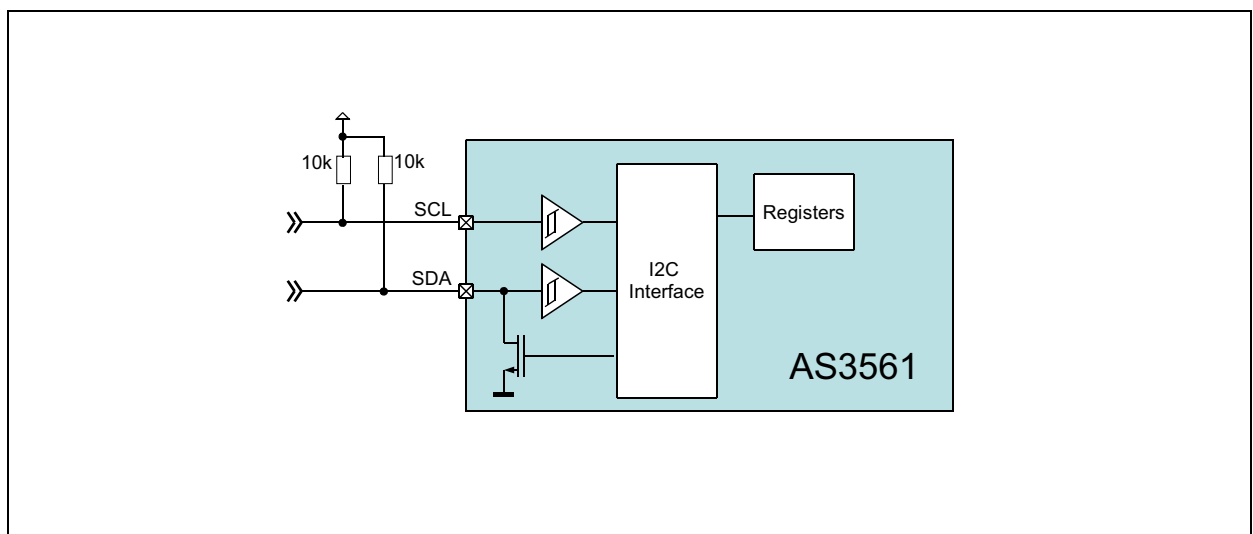 10k
10k
SCL
SDA
I2C
Interface
Registers
AS3561